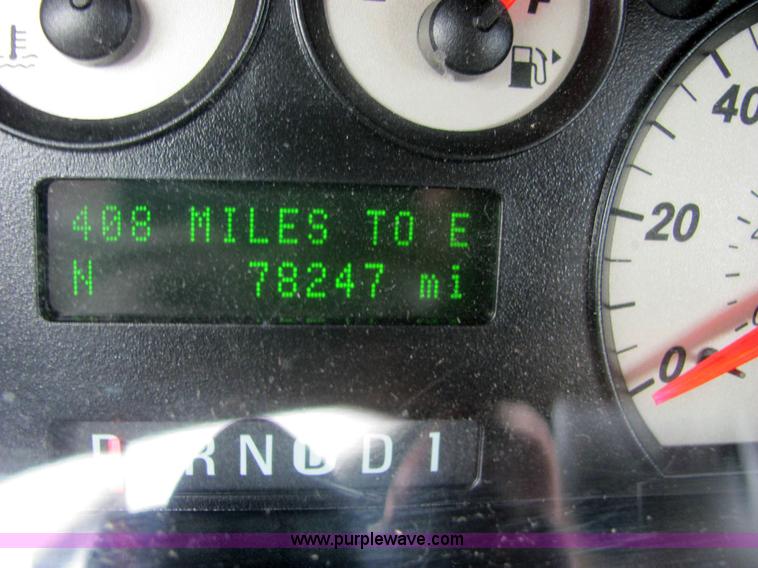 F
40
408 MILES TO E
20
N 78247 mi
0
P R N D D 1
www.purplewave.com